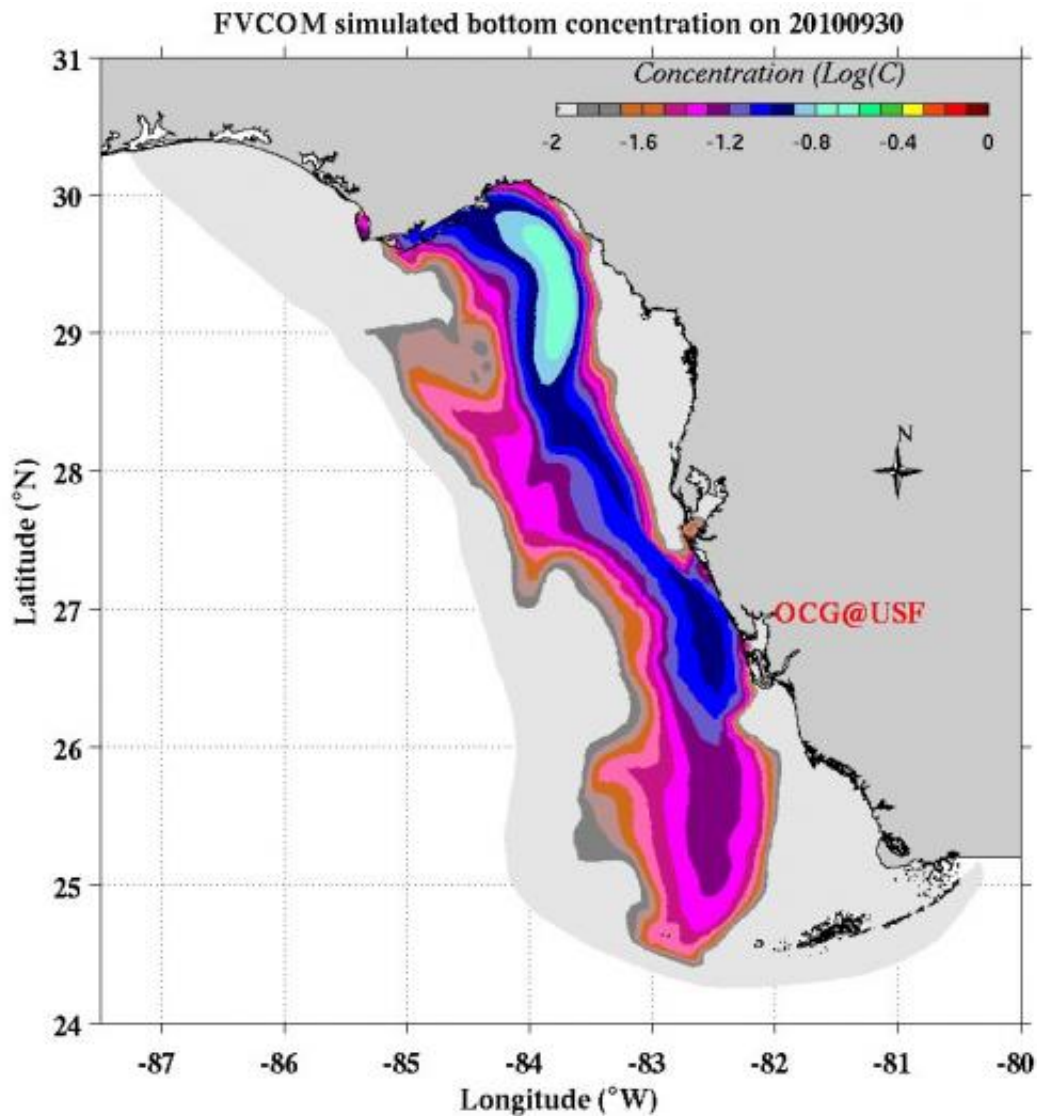 FVCOM simulated bottom concentration on 20100930
Concentration (Log(C)
-2 -1.6 -1.2 -0.8 -0.4 0
31
30
29
28
27
26
25
24
Latitude (°N)
N
OCG@USF
-87 -86 -85 -84 -83 -82 -81 -80
Longitude (°W)